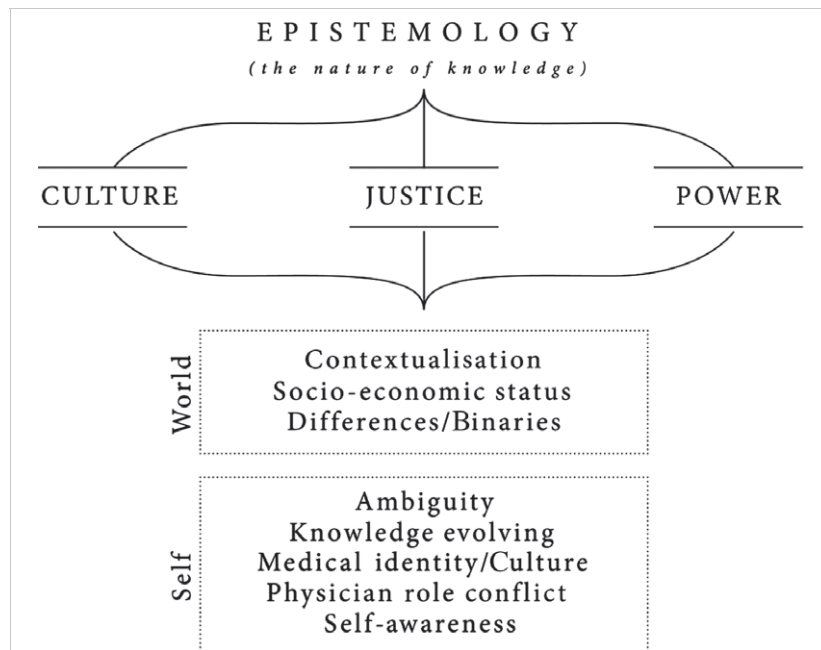 EPISTEMOLOGY
(the nature of knowledge)
CULTURE
JUSTICE
POWER
World
Contextualisation
Socio-economic status
Differences/Binaries
Self
Ambiguity
Knowledge evolving
Medical identity/Culture
Physician role conflict
Self-awareness